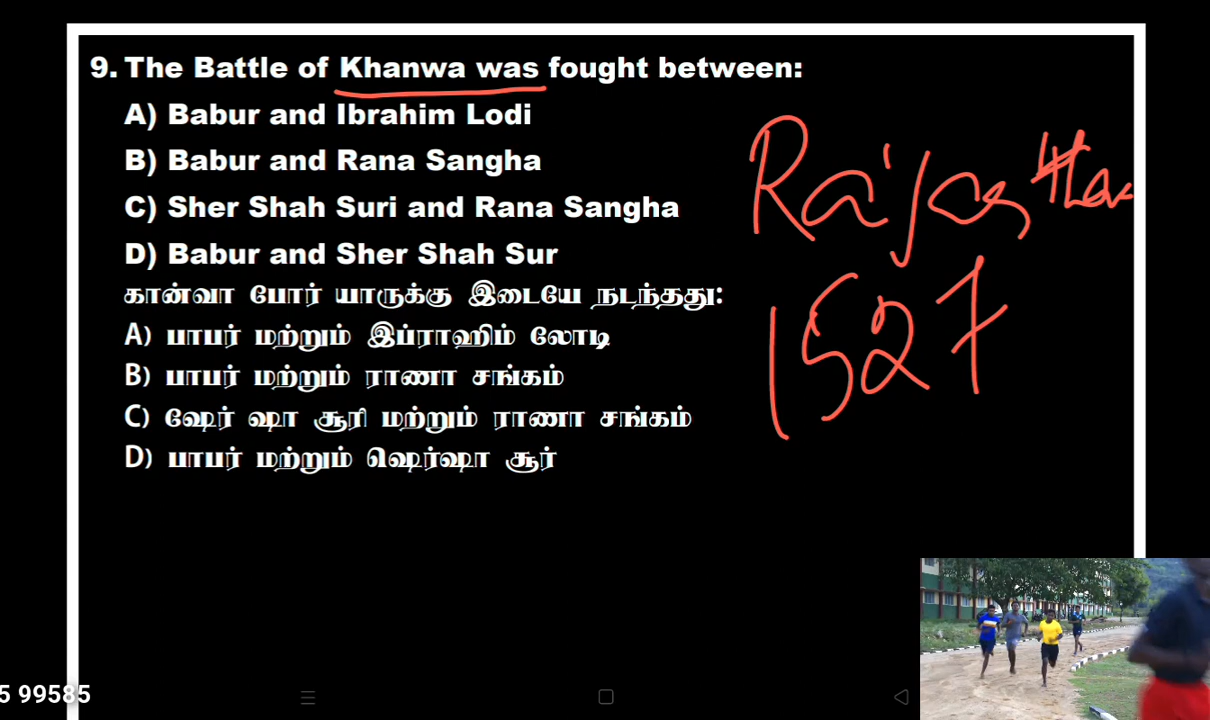 9. The Battle of Khanwa was fought between:
A) Babur and Ibrahim Lodi
B) Babur and Rana Sangha
C) Sher Shah Suri and Rana Sangha
D) Babur and Sher Shah Sur
கான்வா போர் யாருக்கு இடையே நடந்தது:
A) பாபர் மற்றும் இப்ராஹிம் லோடி
B) பாபர் மற்றும் ராணா சங்கம்
C) ஷேர் ஷா சூரி மற்றும் ராணா சங்கம்
D) பாபர் மற்றும் ஷெர்ஷா சூர்
1527
5 99585